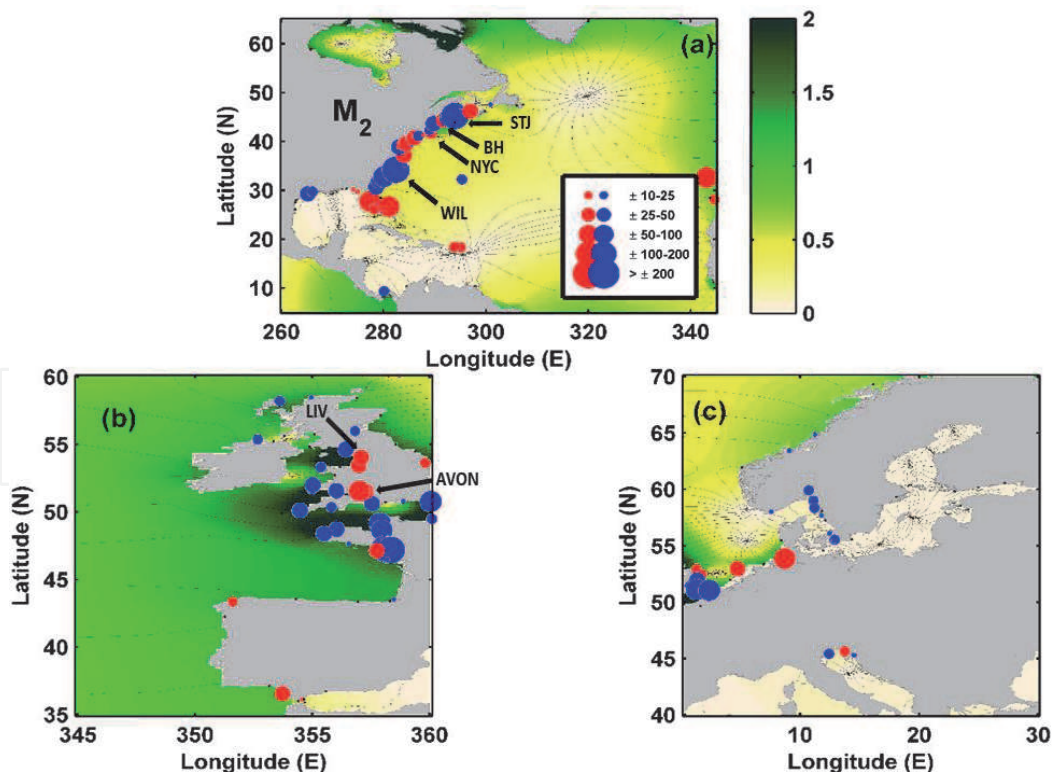 (a)
M2
STJ
BH
NYC
WIL
± 10-25
± 25-50
± 50-100
± 100-200
> ± 200
60
50
40
30
20
10
Latitude (N)
260 280 300 320 340
Longitude (E)
2
1.5
1
0.5
0
(b)
LIV
AVON
60
55
50
45
40
35
Latitude (N)
345 350 355 360
Longitude (E)
(c)
70
60
50
40
Latitude (N)
10 20 30
Longitude (E)